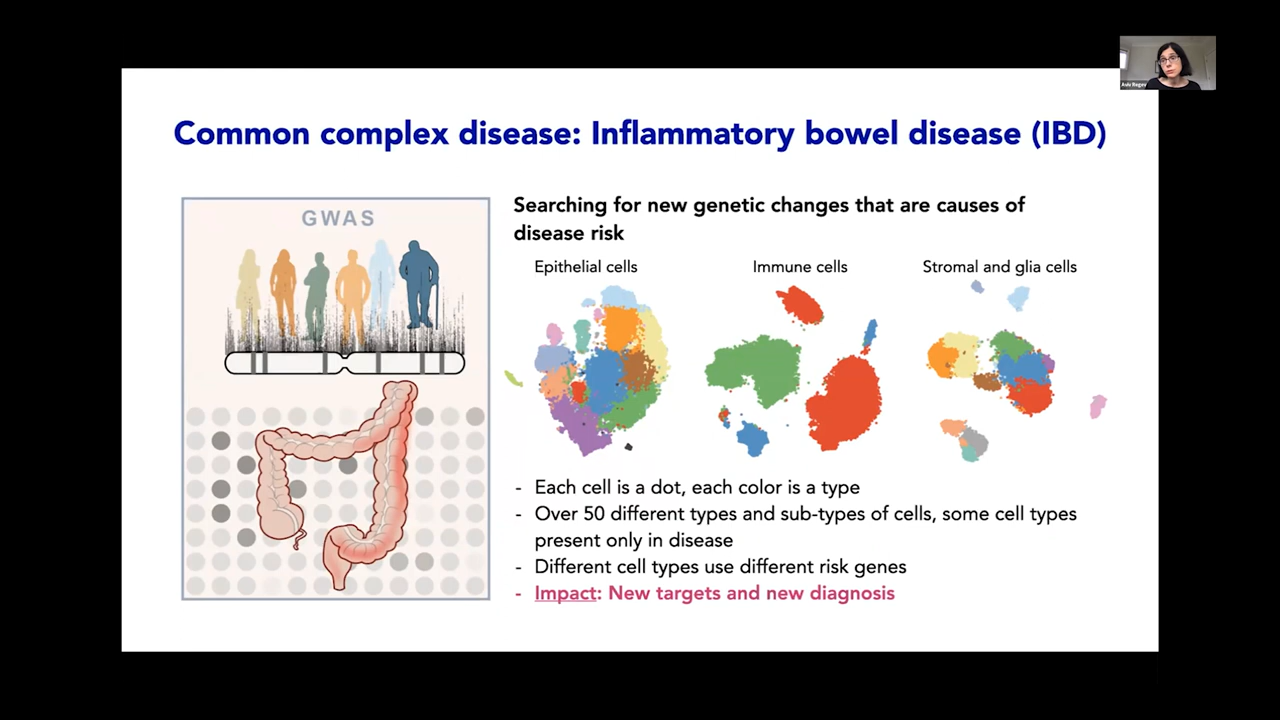 Aviv Regev
Common complex disease: Inflammatory bowel disease (IBD)
GWAS
Searching for new genetic changes that are causes of
disease risk
Epithelial cells
Immune cells
Stromal and glia cells
- Each cell is a dot, each color is a type
- Over 50 different types and sub-types of cells, some cell types
present only in disease
- Different cell types use different risk genes
- Impact: New targets and new diagnosis